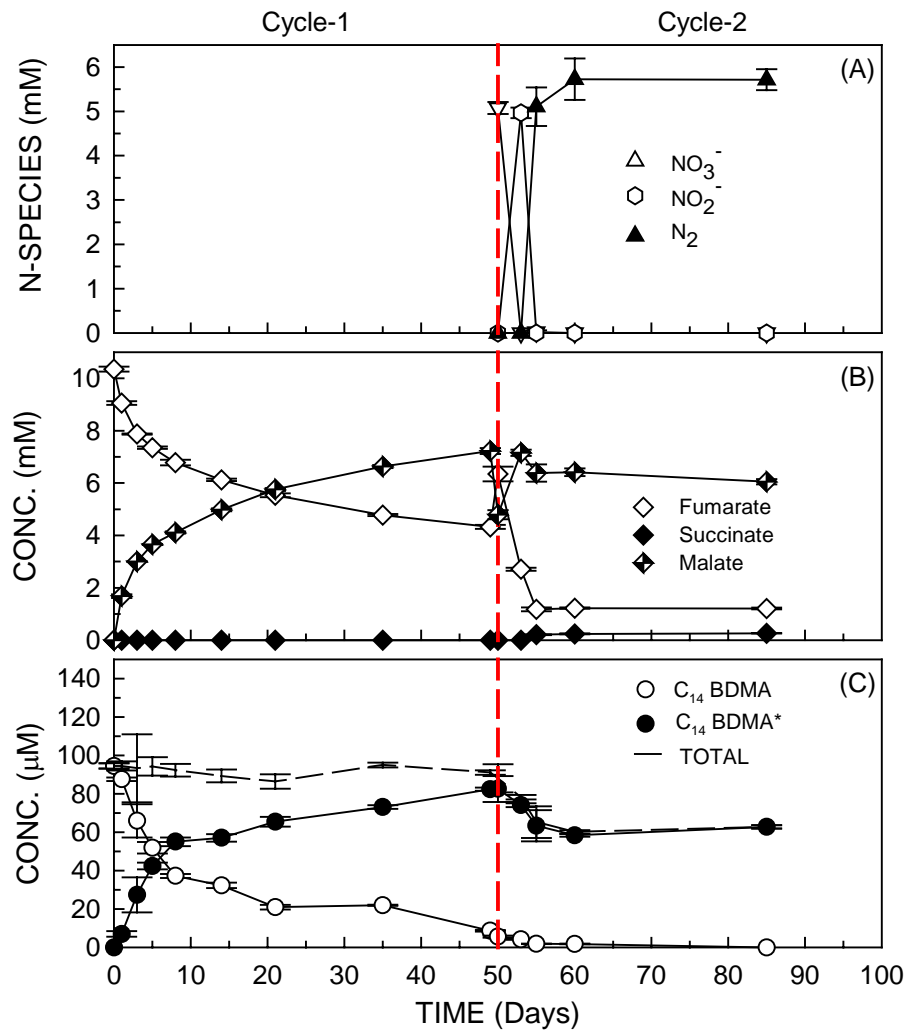 Cycle-1 Cycle-2
(A)
N-SPECIES (mM)
6
5
4
3
2
1
0
NO₃⁻
NO₂⁻
N₂
(B)
CONC. (mM)
10
8
6
4
2
0
Fumarate
Succinate
Malate
(C)
CONC. (µM)
140
120
100
80
60
40
20
0
C₁₄ BDMA
C₁₄ BDMA*
TOTAL
0 10 20 30 40 50 60 70 80 90 100
TIME (Days)